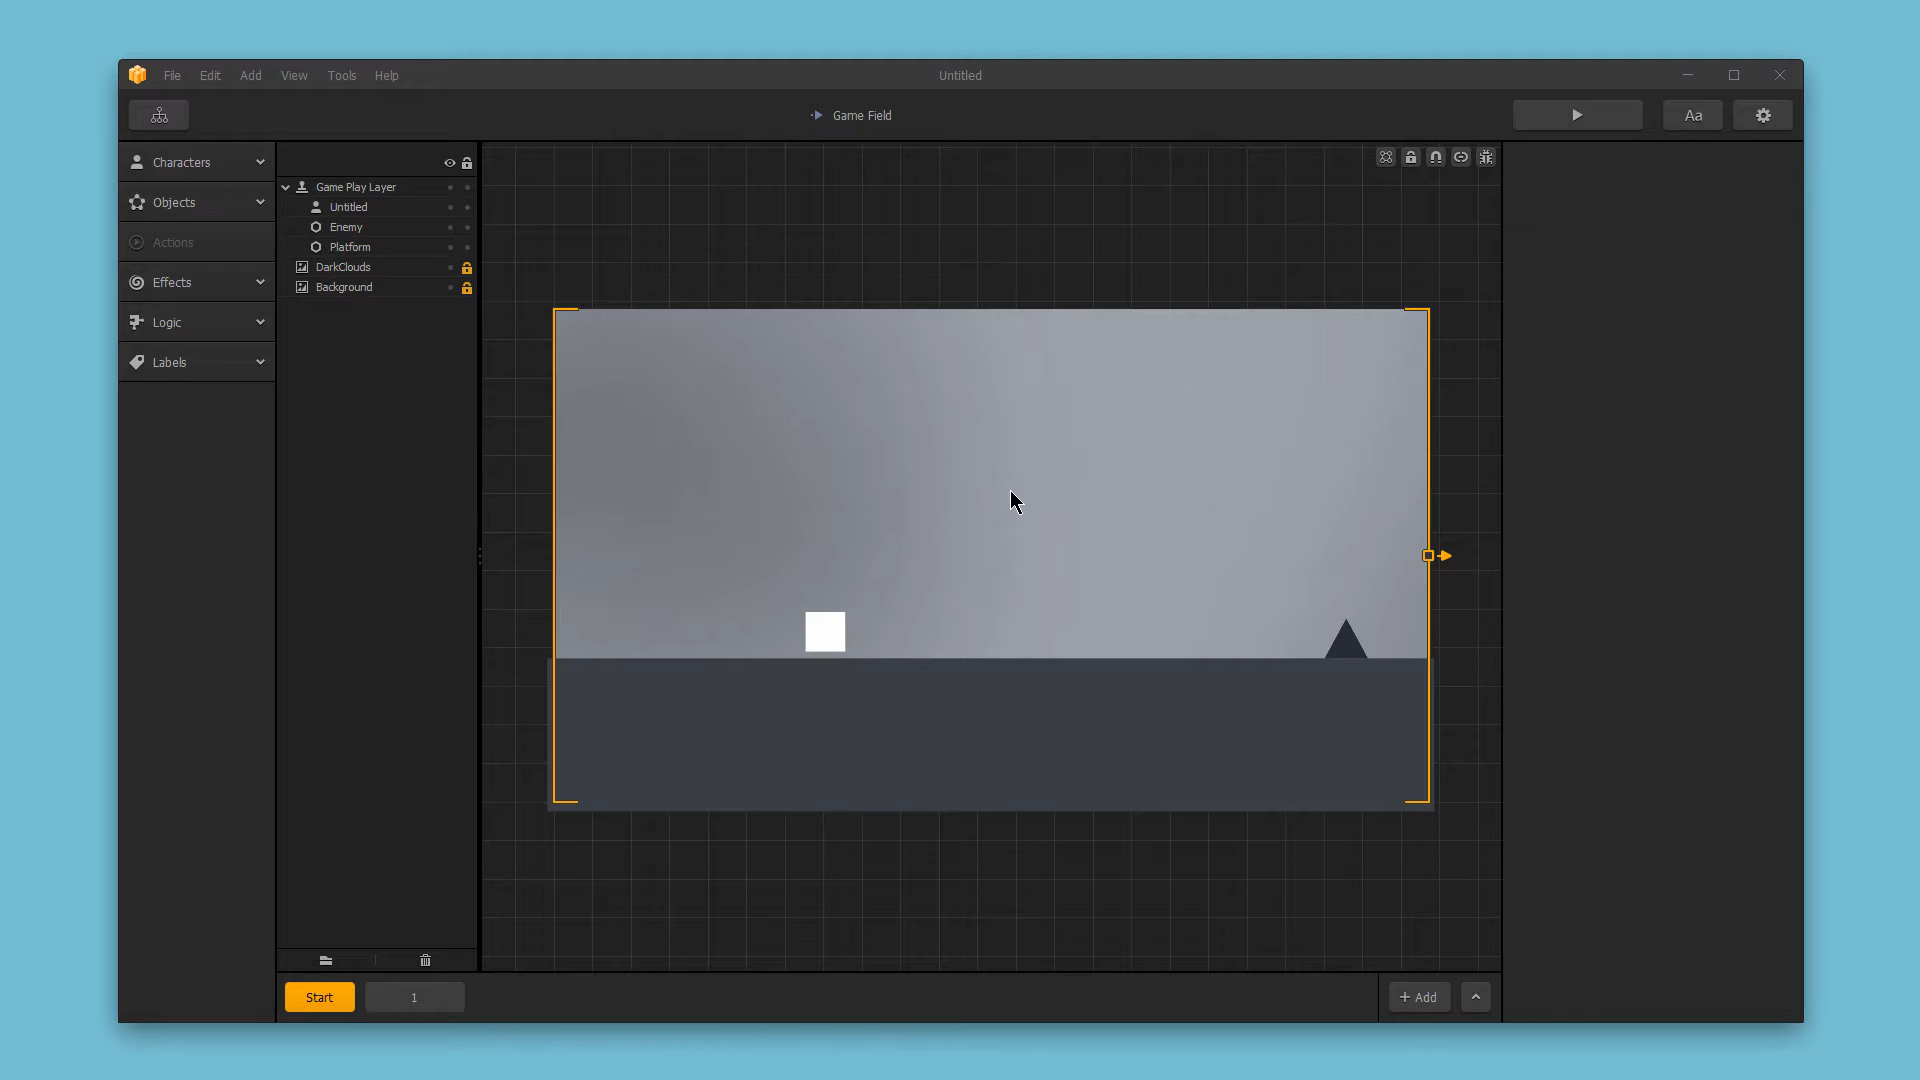 File Edit Add View Tools Help
Untitled
Game Field
Aa
Characters
Objects
Actions
Effects
Logic
Labels
Game Play Layer
Untitled
Enemy
Platform
DarkClouds
Background
Start
1
+ Add